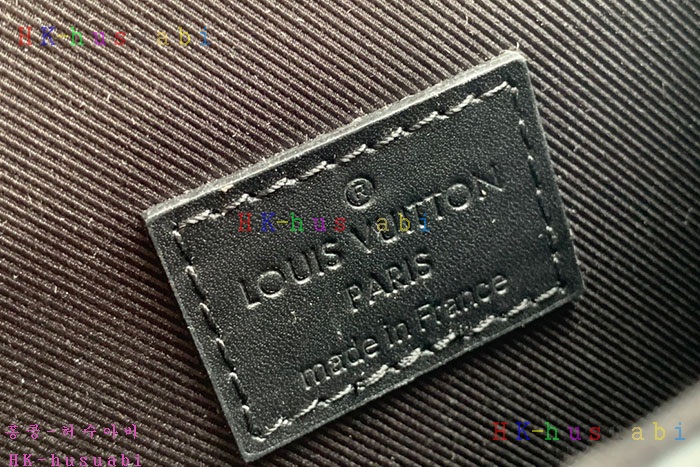 HK-husuabi
®
LOUIS VUITTON
HK-husuabi
PARIS
made in France
홍콩-허수아비
HK-husuabi
HK-husuabi